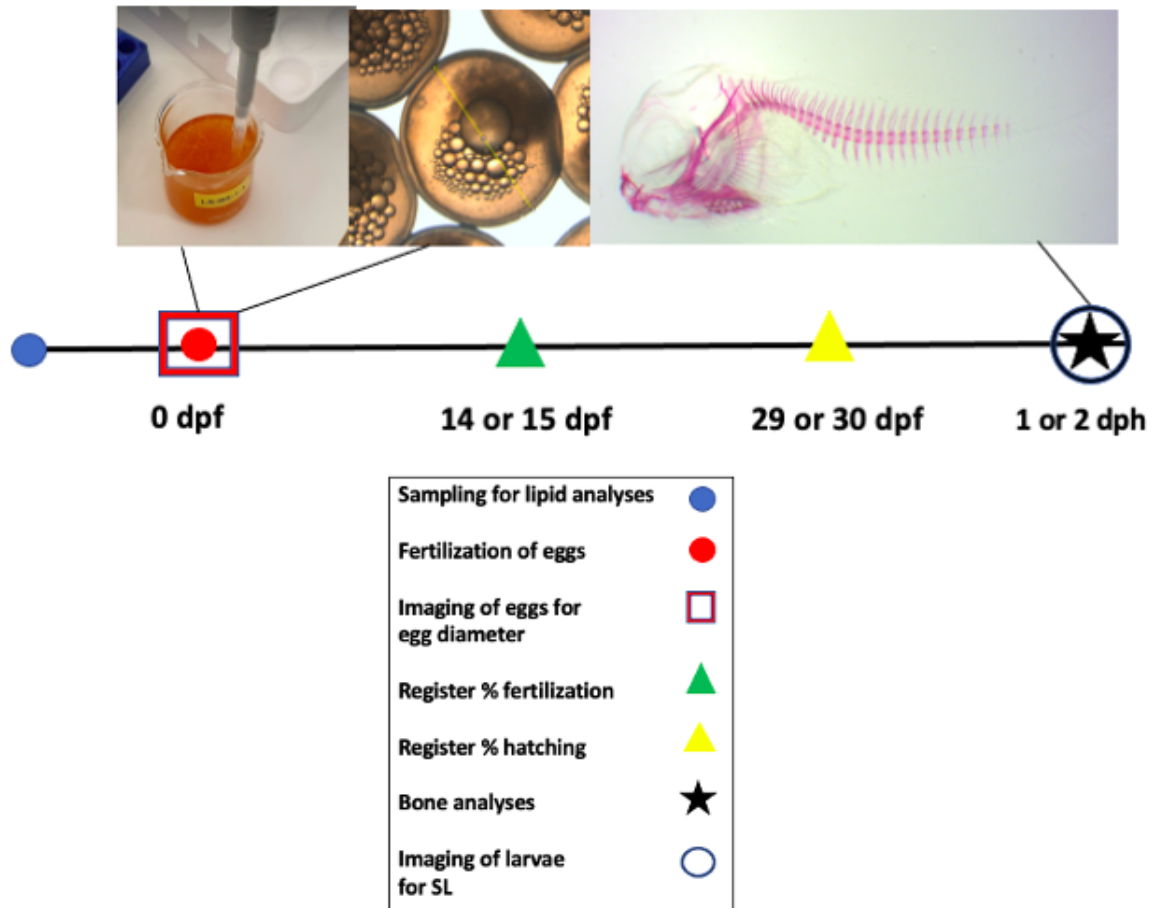 0 dpf
14 or 15 dpf
29 or 30 dpf
1 or 2 dph
Sampling for lipid analyses
Fertilization of eggs
Imaging of eggs for
egg diameter
Register % fertilization
Register % hatching
Bone analyses
Imaging of larvae
for SL